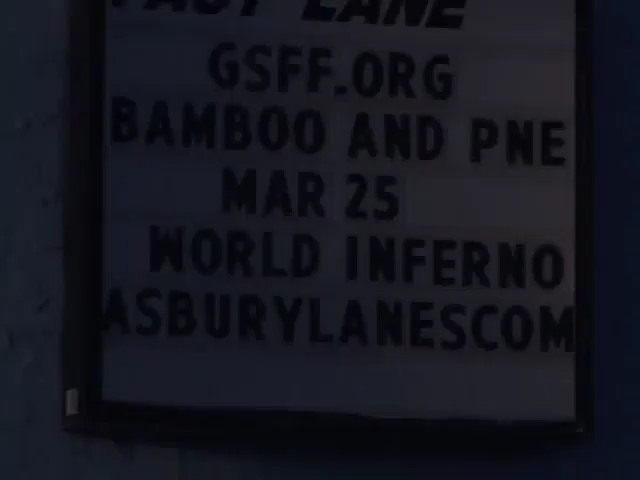 FAST LANE
GSFF.ORG
BAMBOO AND PNE
MAR 25
WORLD INFERNO
ASBURYLANESCOM